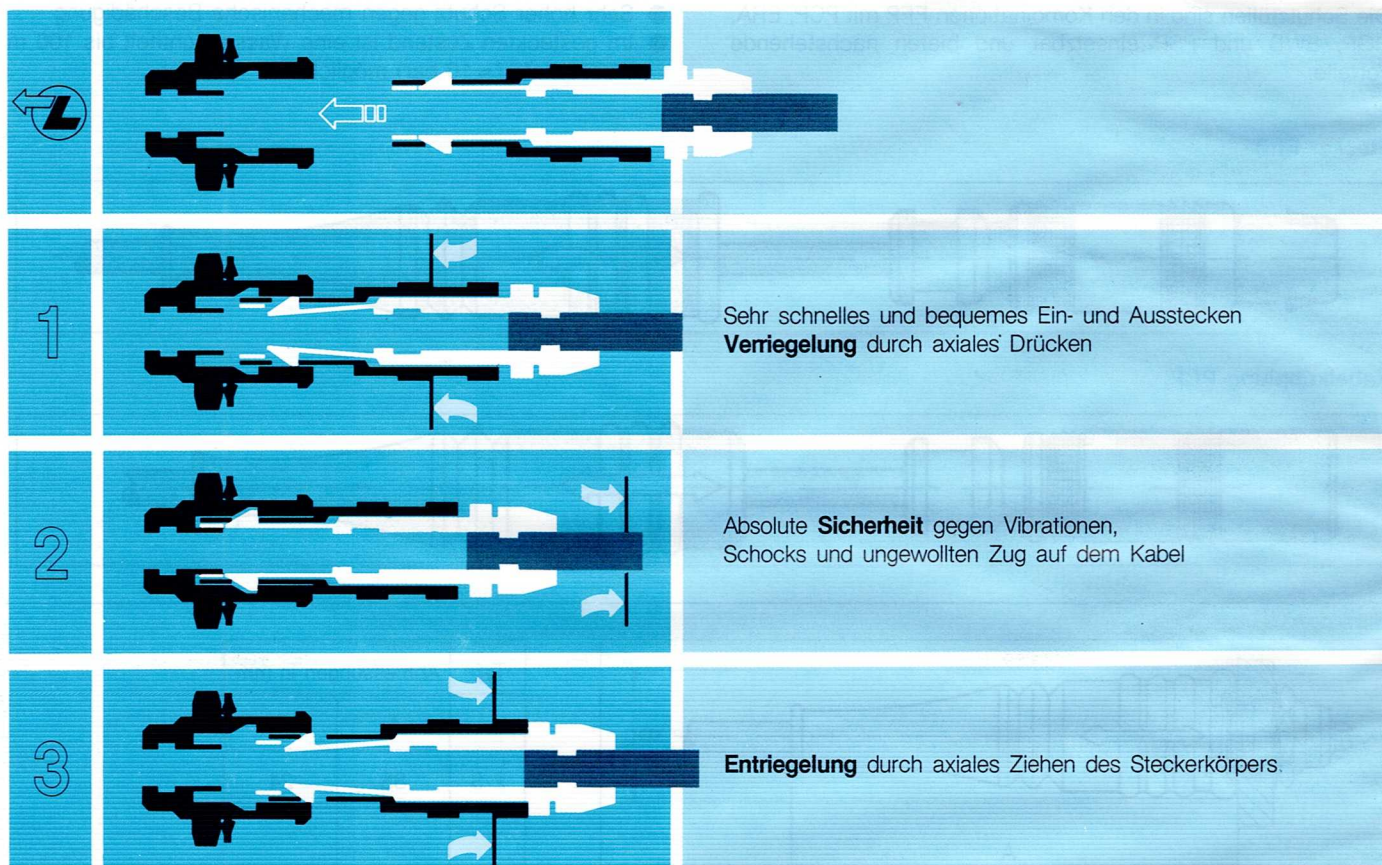 L
1
Sehr schnelles und bequemes Ein- und Ausstecken
Verriegelung durch axiales Drücken
2
Absolute Sicherheit gegen Vibrationen,
Schocks und ungewollten Zug auf dem Kabel
3
Entriegelung durch axiales Ziehen des Steckerkörpers.